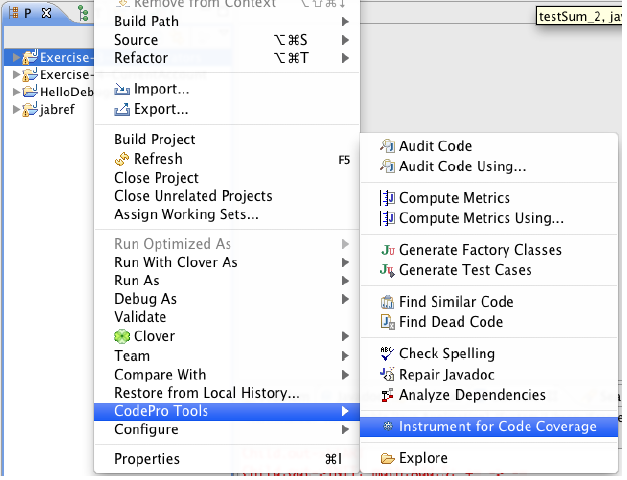 P
Remove from Context
Build Path
Source ⌥⌘S
Refactor ⌥⌘T
Import...
Export...
Build Project
Refresh F5
Close Project
Close Unrelated Projects
Assign Working Sets...
Run Optimized As
Run With Clover As
Run As
Debug As
Validate
Clover
Team
Compare With
Restore from Local History...
CodePro Tools
Configure
Properties ⌘I
Exercise-
Exercise-
HelloDeb
jabref
testSum_2, jav
Audit Code
Audit Code Using...
Compute Metrics
Compute Metrics Using...
Generate Factory Classes
Generate Test Cases
Find Similar Code
Find Dead Code
Check Spelling
Repair Javadoc
Analyze Dependencies
Instrument for Code Coverage
Explore